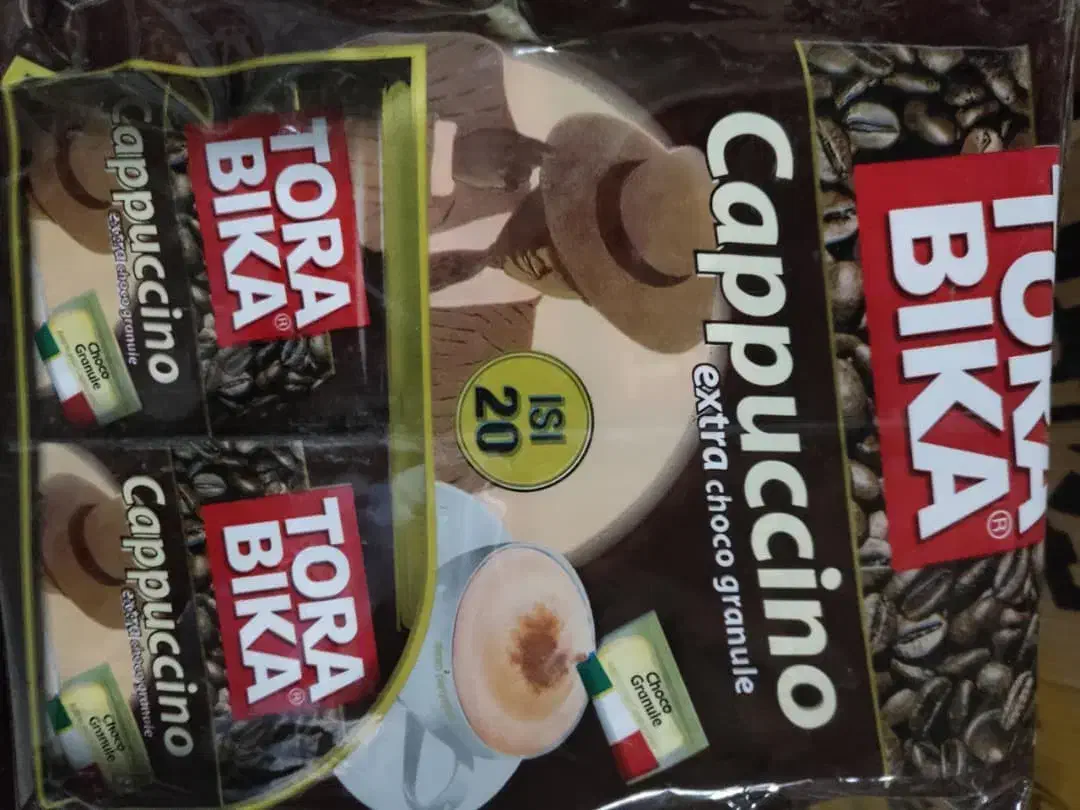 TORA
BIKA®
Cappuccino
extra choco granule
ISI
20
Choco
Granule
TORA
BIKA®
Cappuccino
extra choco granule
Choco
Granule
TORA
BIKA®
Cappuccino
extra choco granule
Choco
Granule